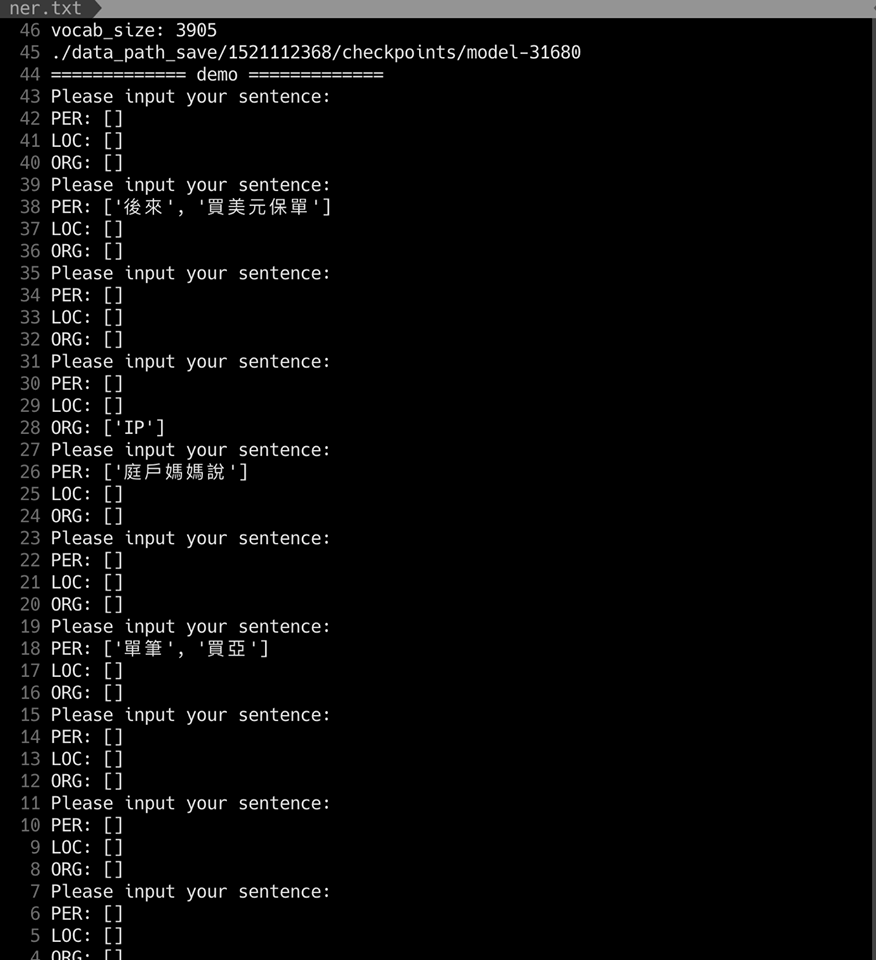 ner.txt
46 vocab_size: 3905
45 ./data_path_save/1521112368/checkpoints/model-31680
44 ============= demo =============
43 Please input your sentence:
42 PER: []
41 LOC: []
40 ORG: []
39 Please input your sentence:
38 PER: ['後來', '買美元保單']
37 LOC: []
36 ORG: []
35 Please input your sentence:
34 PER: []
33 LOC: []
32 ORG: []
31 Please input your sentence:
30 PER: []
29 LOC: []
28 ORG: ['IP']
27 Please input your sentence:
26 PER: ['庭戶媽媽說']
25 LOC: []
24 ORG: []
23 Please input your sentence:
22 PER: []
21 LOC: []
20 ORG: []
19 Please input your sentence:
18 PER: ['單筆', '買亞']
17 LOC: []
16 ORG: []
15 Please input your sentence:
14 PER: []
13 LOC: []
12 ORG: []
11 Please input your sentence:
10 PER: []
9 LOC: []
8 ORG: []
7 Please input your sentence:
6 PER: []
5 LOC: []
4 ORG: []